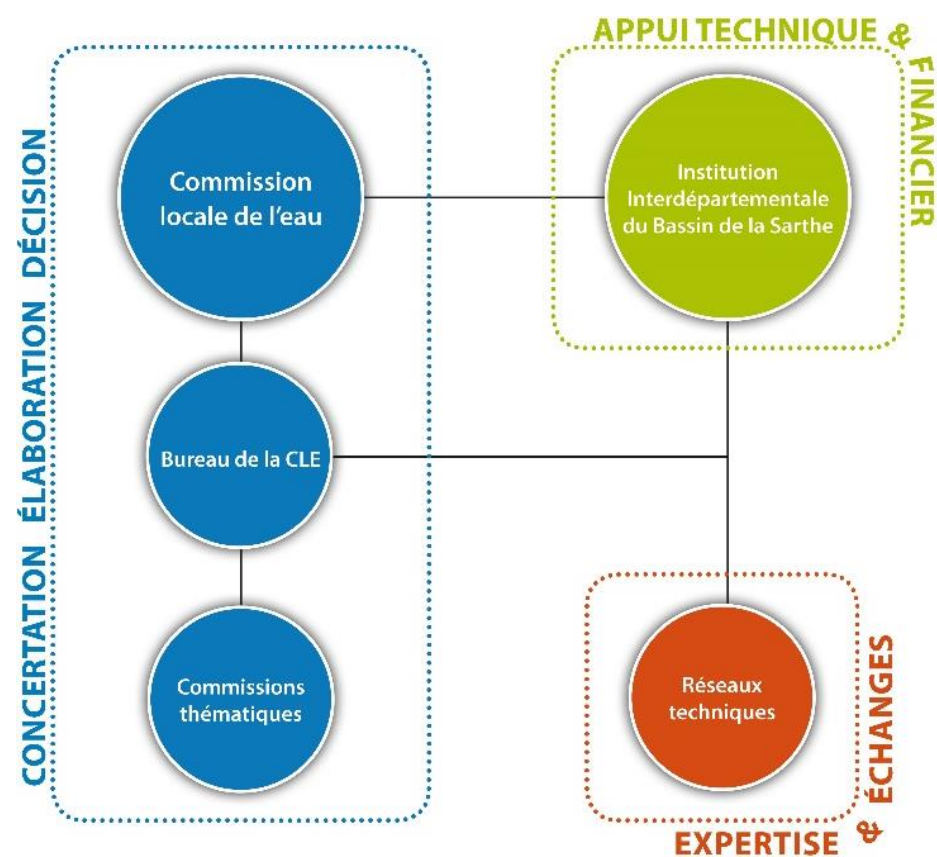 APPUI TECHNIQUE & FINANCIER
CONCERTATION ÉLABORATION DÉCISION
Commission
locale de l'eau
Institution
Interdépartementale
du Bassin de la Sarthe
Bureau de la CLE
Commissions
thématiques
Réseaux
techniques
EXPERTISE & ÉCHANGES